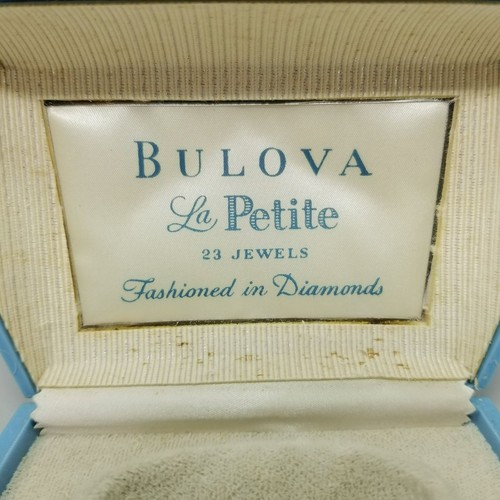 BULOVA
La Petite
23 JEWELS
Fashioned in Diamonds